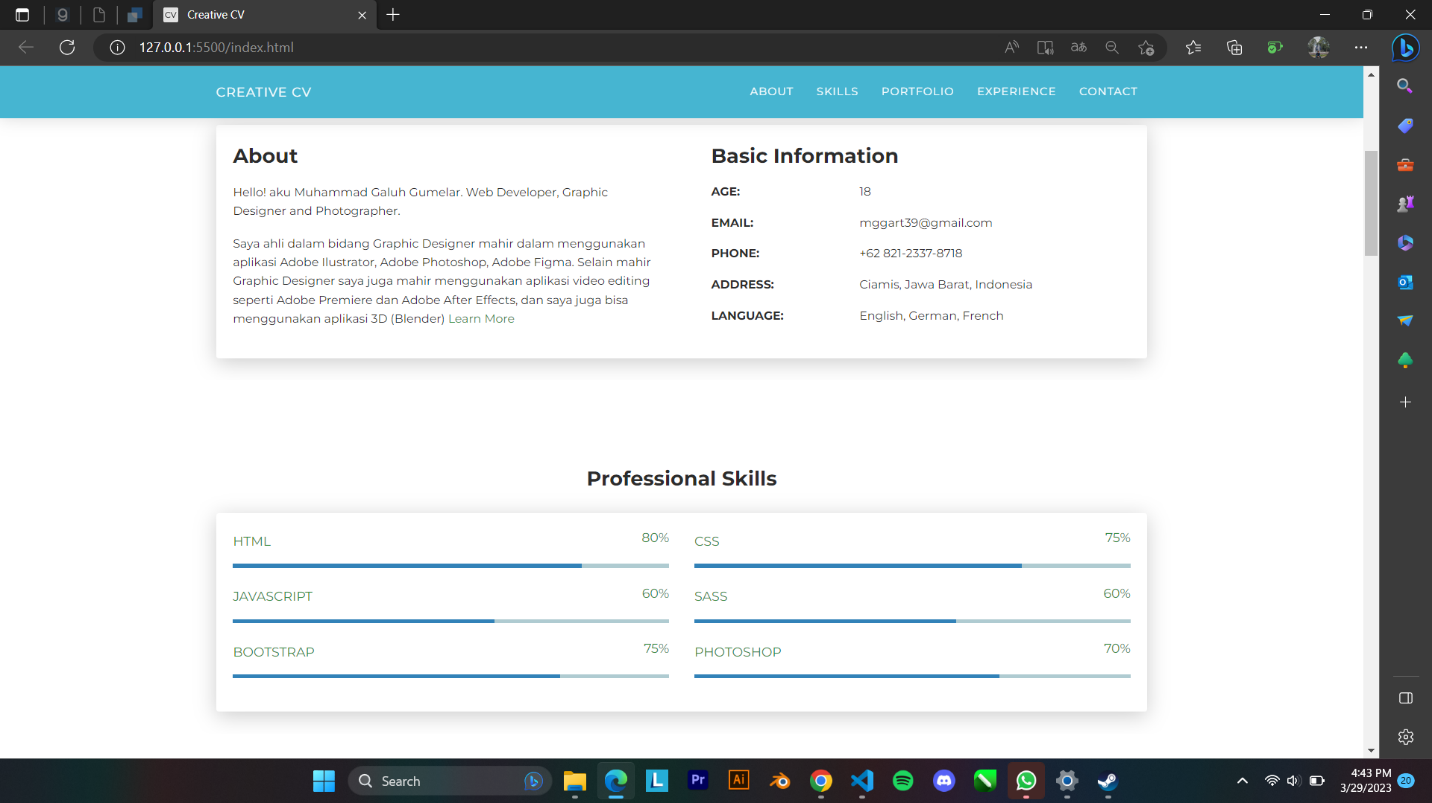 Creative CV
127.0.0.1:5500/index.html
CREATIVE CV
ABOUT SKILLS PORTFOLIO EXPERIENCE CONTACT
About
Hello! aku Muhammad Galuh Gumelar. Web Developer, Graphic
Designer and Photographer.
Saya ahli dalam bidang Graphic Designer mahir dalam menggunakan
aplikasi Adobe Ilustrator, Adobe Photoshop, Adobe Figma. Selain mahir
Graphic Designer saya juga mahir menggunakan aplikasi video editing
seperti Adobe Premiere dan Adobe After Effects, dan saya juga bisa
menggunakan aplikasi 3D (Blender) Learn More
Basic Information
AGE: 18
EMAIL: mggart39@gmail.com
PHONE: +62 821-2337-8718
ADDRESS: Ciamis, Jawa Barat, Indonesia
LANGUAGE: English, German, French
Professional Skills
HTML 80%
CSS 75%
JAVASCRIPT 60%
SASS 60%
BOOTSTRAP 75%
PHOTOSHOP 70%
Search
4:43 PM
3/29/2023
20